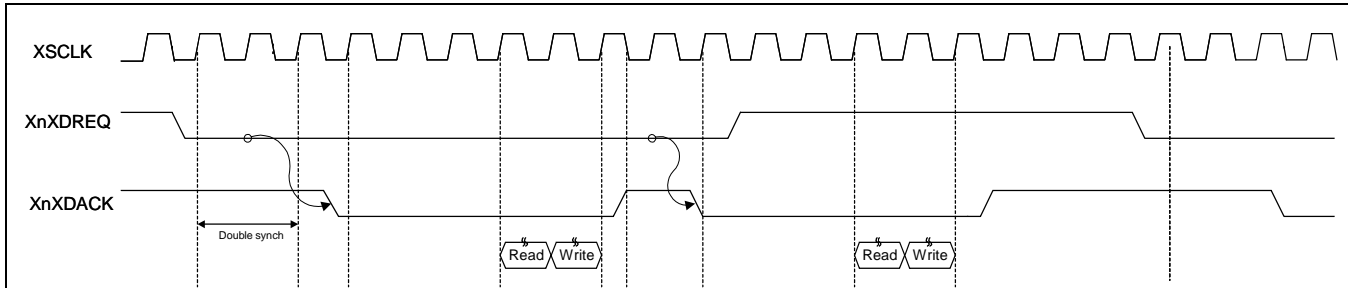 XSCLK
XnXDREQ
XnXDACK
Double synch
Read Write Read Write